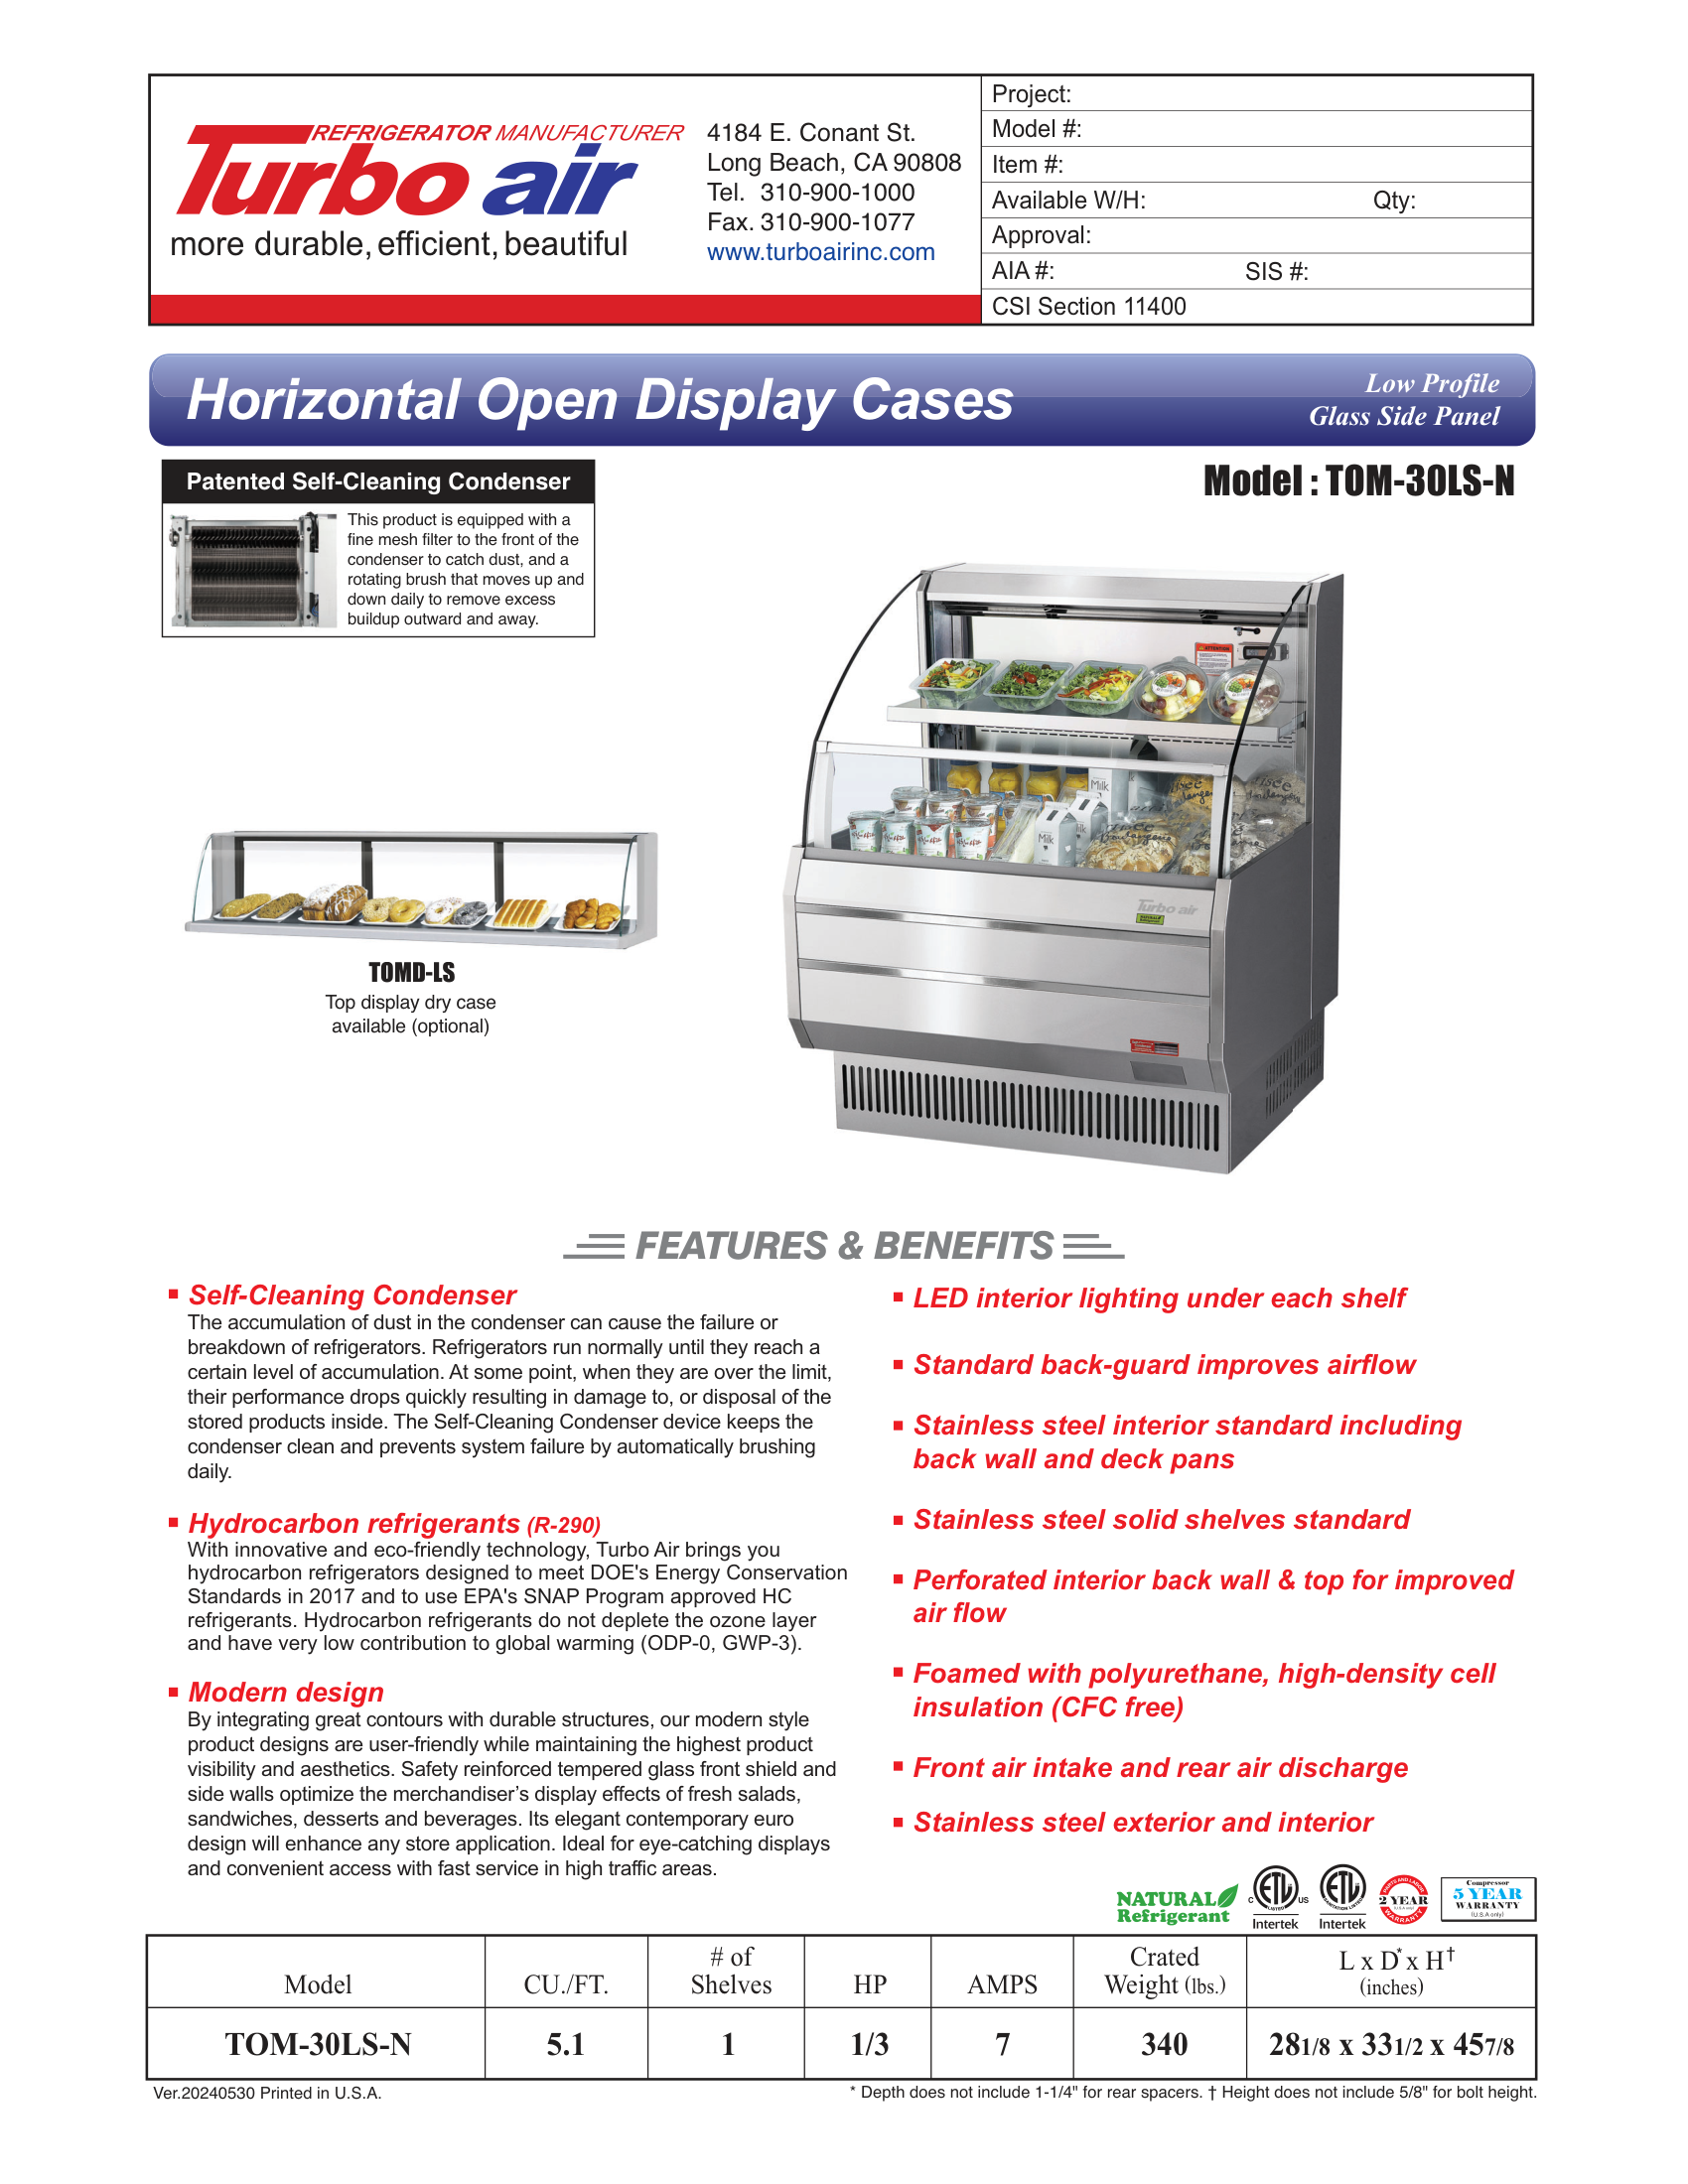 REFRIGERATOR MANUFACTURER
Turbo air
more durable, efficient, beautiful
4184 E. Conant St.
Long Beach, CA 90808
Tel. 310-900-1000
Fax. 310-900-1077
www.turboairinc.com
Project:
Model #:
Item #:
Available W/H: Qty:
Approval:
AIA #: SIS #:
CSI Section 11400
Horizontal Open Display Cases
Low Profile
Glass Side Panel
Patented Self-Cleaning Condenser
This product is equipped with a
fine mesh filter to the front of the
condenser to catch dust, and a
rotating brush that moves up and
down daily to remove excess
buildup outward and away.
Model : TOM-30LS-N
ATTENTION
Milk
Milk
Turbo air
TOMD-LS
Top display dry case
available (optional)
FEATURES & BENEFITS
▪ Self-Cleaning Condenser
The accumulation of dust in the condenser can cause the failure or
breakdown of refrigerators. Refrigerators run normally until they reach a
certain level of accumulation. At some point, when they are over the limit,
their performance drops quickly resulting in damage to, or disposal of the
stored products inside. The Self-Cleaning Condenser device keeps the
condenser clean and prevents system failure by automatically brushing
daily.
▪ Hydrocarbon refrigerants (R-290)
With innovative and eco-friendly technology, Turbo Air brings you
hydrocarbon refrigerators designed to meet DOE's Energy Conservation
Standards in 2017 and to use EPA's SNAP Program approved HC
refrigerants. Hydrocarbon refrigerants do not deplete the ozone layer
and have very low contribution to global warming (ODP-0, GWP-3).
▪ Modern design
By integrating great contours with durable structures, our modern style
product designs are user-friendly while maintaining the highest product
visibility and aesthetics. Safety reinforced tempered glass front shield and
side walls optimize the merchandiser’s display effects of fresh salads,
sandwiches, desserts and beverages. Its elegant contemporary euro
design will enhance any store application. Ideal for eye-catching displays
and convenient access with fast service in high traffic areas.
▪ LED interior lighting under each shelf
▪ Standard back-guard improves airflow
▪ Stainless steel interior standard including
back wall and deck pans
▪ Stainless steel solid shelves standard
▪ Perforated interior back wall & top for improved
air flow
▪ Foamed with polyurethane, high-density cell
insulation (CFC free)
▪ Front air intake and rear air discharge
▪ Stainless steel exterior and interior
NATURAL
Refrigerant
C ETL US
LISTED
Intertek
ETL
SANITATION LISTED
Intertek
PARTS AND LABOR
2 YEAR
(U.S.A only)
WARRANTY
Compressor
5 YEAR
WARRANTY
(U.S.A only)
Model CU./FT. # of Shelves HP AMPS Crated Weight (lbs.) L x D* x H† (inches)
TOM-30LS-N 5.1 1 1/3 7 340 281/8 x 331/2 x 457/8
Ver.20240530 Printed in U.S.A.
* Depth does not include 1-1/4" for rear spacers. † Height does not include 5/8" for bolt height.